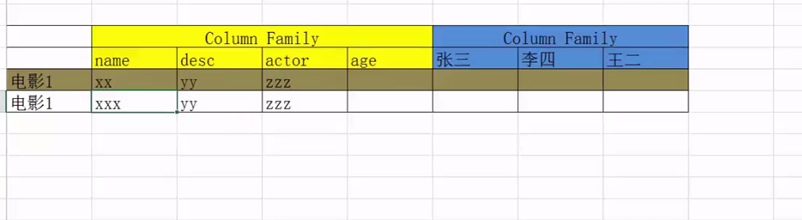 Column Family Column Family
name desc actor age 张三 李四 王二
电影1 xx yy zzz
电影1 xxx yy zzz